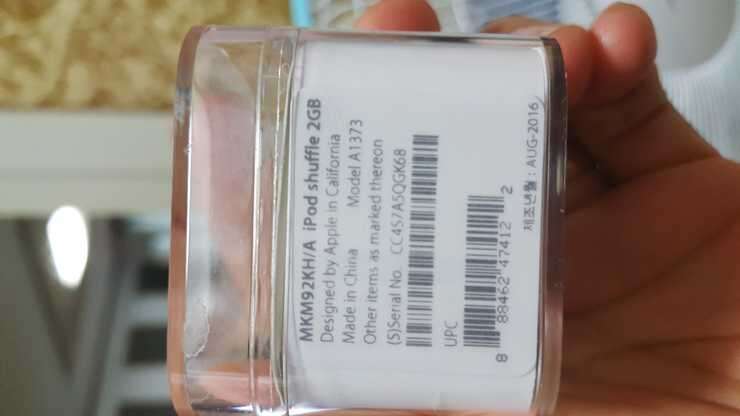 MKM92KH/A iPod shuffle 2GB
Designed by Apple in California
Made in China Model A1373
Other items as marked thereon
(S)Serial No. CC4S7A5QGK68
UPC
8 88462 47412 2
제조년월 : AUG-2016